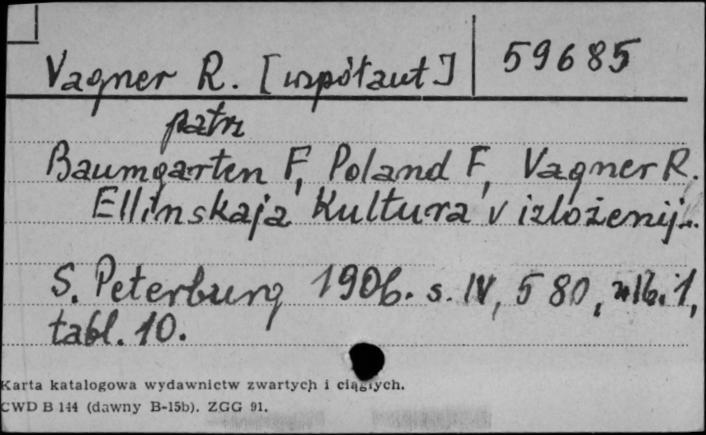 Vagner R. [współaut] 59685
patrz
Baumgarten F, Poland F, Vagner R.
Ellinskaja Kultura v izloženij..
S. Peterburg 1906. s. IV, 580, nlb. 1,
tabl. 10.
Karta katalogowa wydawnictw zwartych i ciągłych.
CWD B 144 (dawny B-15b). ZGG 91.